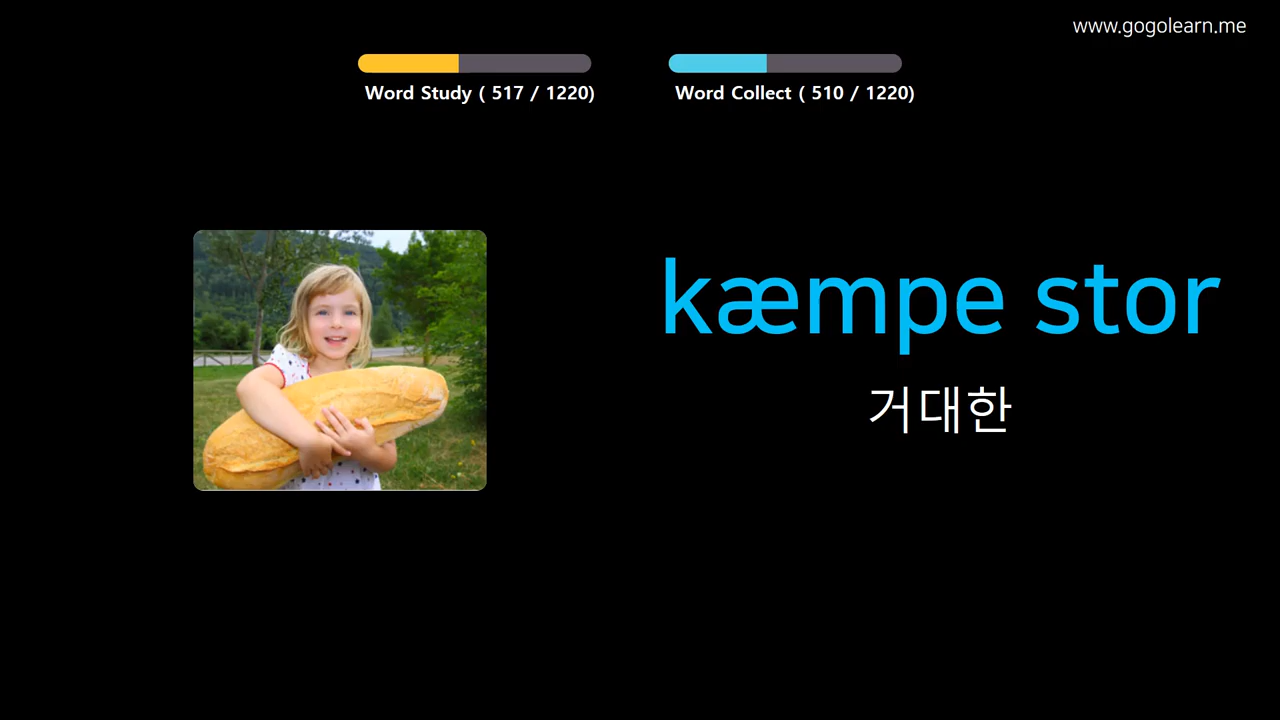 www.gogolearn.me
Word Study ( 517 / 1220)
Word Collect ( 510 / 1220)
kæmpe stor
거대한